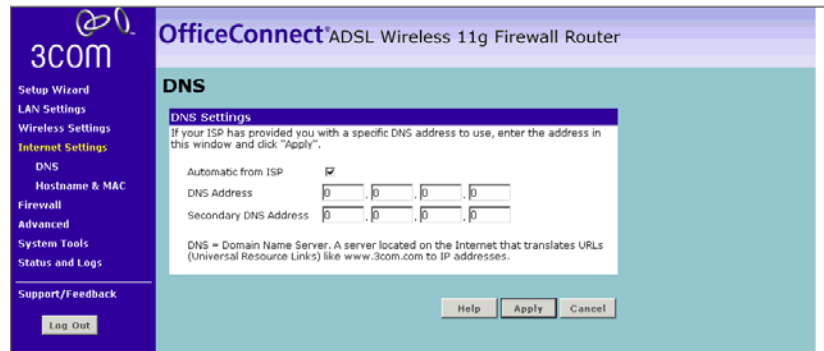 3COM
OfficeConnect® ADSL Wireless 11g Firewall Router
Setup Wizard
LAN Settings
Wireless Settings
Internet Settings
DNS
Hostname & MAC
Firewall
Advanced
System Tools
Status and Logs
Support/Feedback
Log Out
DNS
DNS Settings
If your ISP has provided you with a specific DNS address to use, enter the address in
this window and click "Apply".
Automatic from ISP
DNS Address 0 . 0 . 0 . 0
Secondary DNS Address 0 . 0 . 0 . 0
DNS = Domain Name Server. A server located on the Internet that translates URLs
(Universal Resource Links) like www.3com.com to IP addresses.
Help Apply Cancel